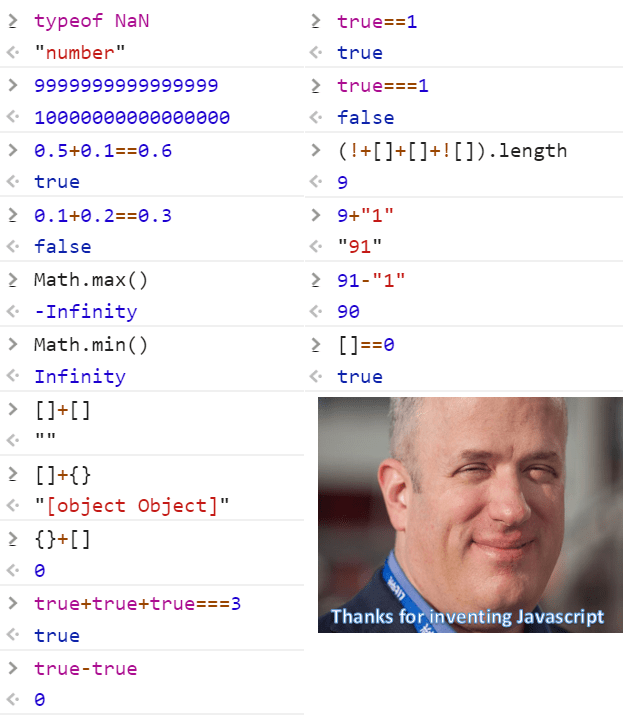 typeof NaN
"number"
9999999999999999
10000000000000000
0.5+0.1==0.6
true
0.1+0.2==0.3
false
Math.max()
-Infinity
Math.min()
Infinity
[]+[]
""
[]+{}
"[object Object]"
{}+[]
0
true+true+true===3
true
true-true
0
true==1
true
true===1
false
(!+[]+[]+![]).length
9
9+"1"
"91"
91-"1"
90
[]==0
true
Thanks for inventing Javascript